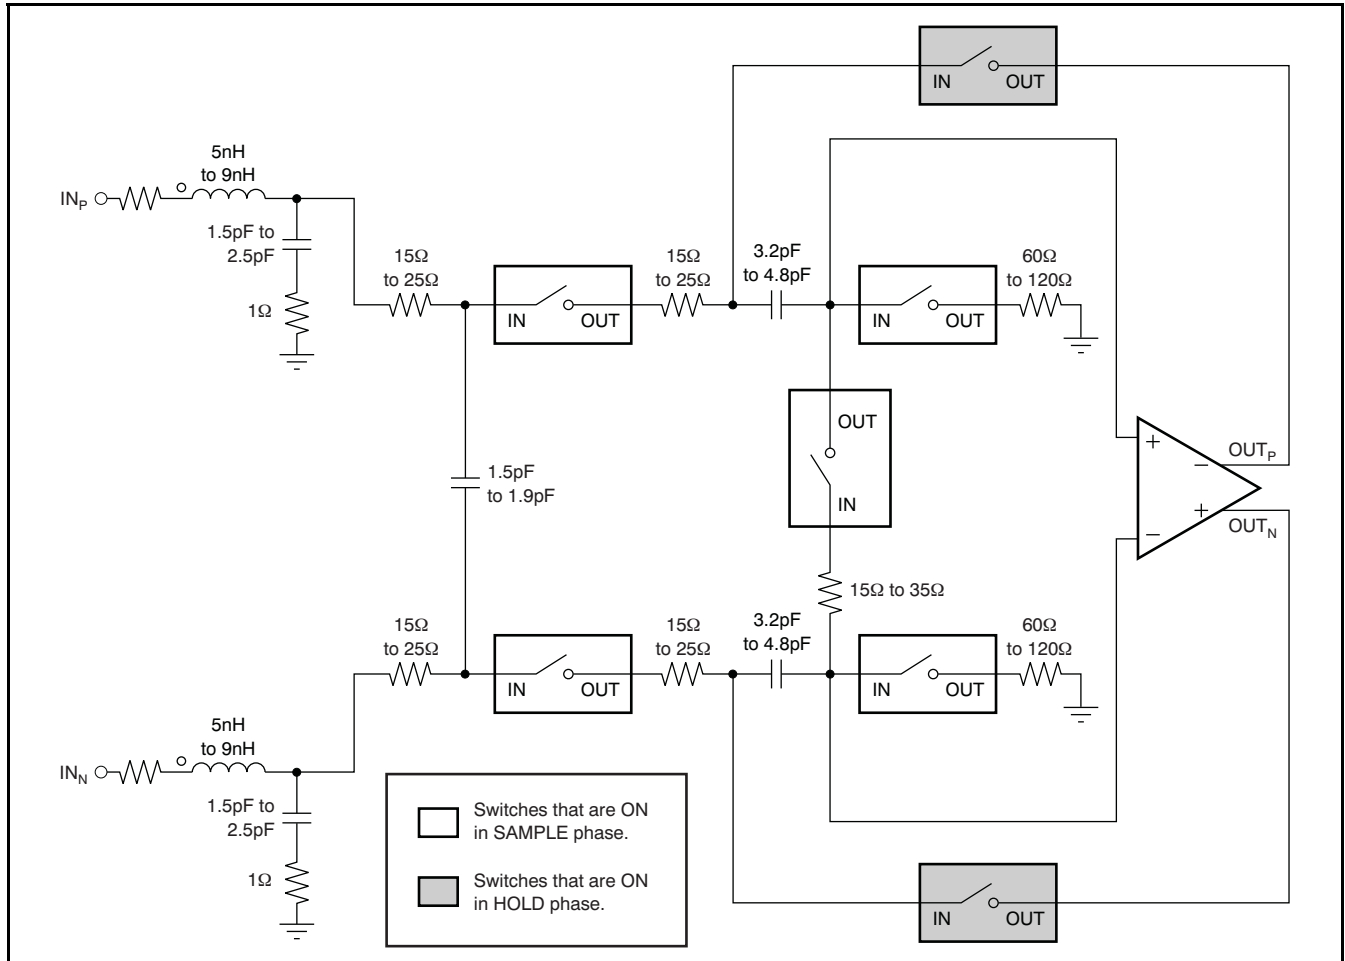 IN OUT
5nH
to 9nH
INP
1.5pF to
2.5pF
1Ω
15Ω
to 25Ω
IN OUT
15Ω
to 25Ω
3.2pF
to 4.8pF
IN OUT
60Ω
to 120Ω
OUT
IN
1.5pF
to 1.9pF
+
−
−
+
OUTP
OUTN
15Ω to 35Ω
15Ω
to 25Ω
IN OUT
15Ω
to 25Ω
3.2pF
to 4.8pF
IN OUT
60Ω
to 120Ω
5nH
to 9nH
INN
1.5pF to
2.5pF
1Ω
Switches that are ON
in SAMPLE phase.
Switches that are ON
in HOLD phase.
IN OUT